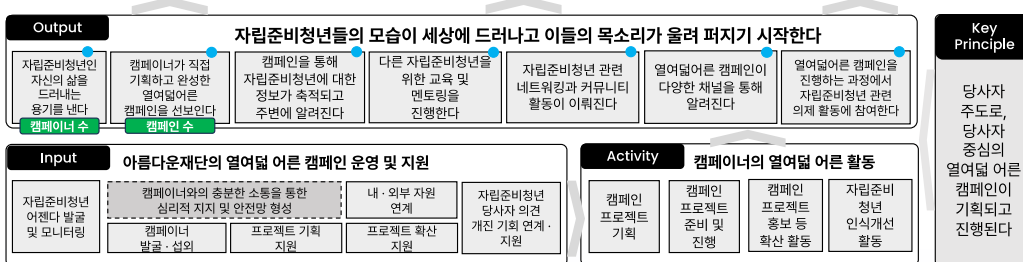 Output
자립준비청년들의 모습이 세상에 드러나고 이들의 목소리가 울려 퍼지기 시작한다
자립준비청년인
자신의 삶을
드러내는
용기를 낸다
캠페이너 수
캠페이너가 직접
기획하고 완성한
열여덟어른
캠페인을 선보인다
캠페인 수
캠페인을 통해
자립준비청년에 대한
정보가 축적되고
주변에 알려진다
다른 자립준비청년을
위한 교육 및
멘토링을
진행한다
자립준비청년 관련
네트워킹과 커뮤니티
활동이 이뤄진다
열여덟어른 캠페인이
다양한 채널을 통해
알려진다
열여덟어른 캠페인을
진행하는 과정에서
자립준비청년 관련
의제 활동에 참여한다
Input
아름다운재단의 열여덟 어른 캠페인 운영 및 지원
자립준비청년
어젠다 발굴
및 모니터링
캠페이너와의 충분한 소통을 통한
심리적 지지 및 안전망 형성
내 · 외부 자원
연계
캠페이너
발굴 · 섭외
프로젝트 기획
지원
프로젝트 확산
지원
자립준비청년
당사자 의견
개진 기회 연계 ·
지원
Activity
캠페이너의 열여덟 어른 활동
캠페인
프로젝트
기획
캠페인
프로젝트
준비 및
진행
캠페인
프로젝트
홍보 등
확산 활동
자립준비
청년
인식개선
활동
Key
Principle
당사자
주도로,
당사자
중심의
열여덟 어른
캠페인이
기획되고
진행된다